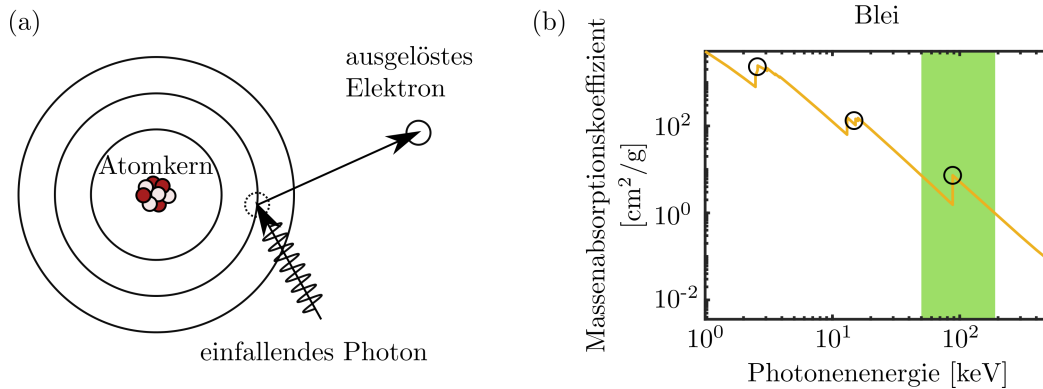 (a)
ausgelöstes
Elektron
Atomkern
einfallendes Photon
(b)
Blei
Massenabsorptionskoeffizient
[cm²/g]
10²
10⁰
10⁻²
10⁰
10¹
10²
Photonenenergie [keV]